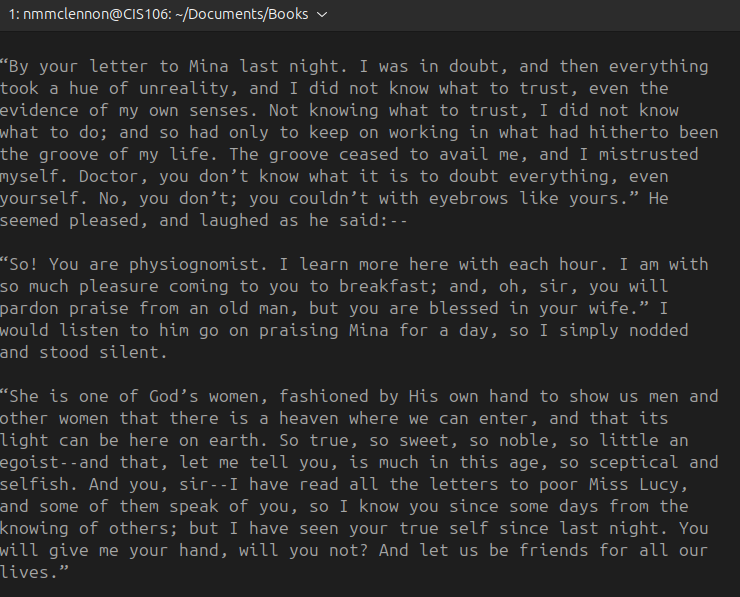 1: nmmclennon@CIS106: ~/Documents/Books
“By your letter to Mina last night. I was in doubt, and then everything
took a hue of unreality, and I did not know what to trust, even the
evidence of my own senses. Not knowing what to trust, I did not know
what to do; and so had only to keep on working in what had hitherto been
the groove of my life. The groove ceased to avail me, and I mistrusted
myself. Doctor, you don’t know what it is to doubt everything, even
yourself. No, you don’t; you couldn’t with eyebrows like yours.” He
seemed pleased, and laughed as he said:--
“So! You are physiognomist. I learn more here with each hour. I am with
so much pleasure coming to you to breakfast; and, oh, sir, you will
pardon praise from an old man, but you are blessed in your wife.” I
would listen to him go on praising Mina for a day, so I simply nodded
and stood silent.
“She is one of God’s women, fashioned by His own hand to show us men and
other women that there is a heaven where we can enter, and that its
light can be here on earth. So true, so sweet, so noble, so little an
egoist--and that, let me tell you, is much in this age, so sceptical and
selfish. And you, sir--I have read all the letters to poor Miss Lucy,
and some of them speak of you, so I know you since some days from the
knowing of others; but I have seen your true self since last night. You
will give me your hand, will you not? And let us be friends for all our
lives.”